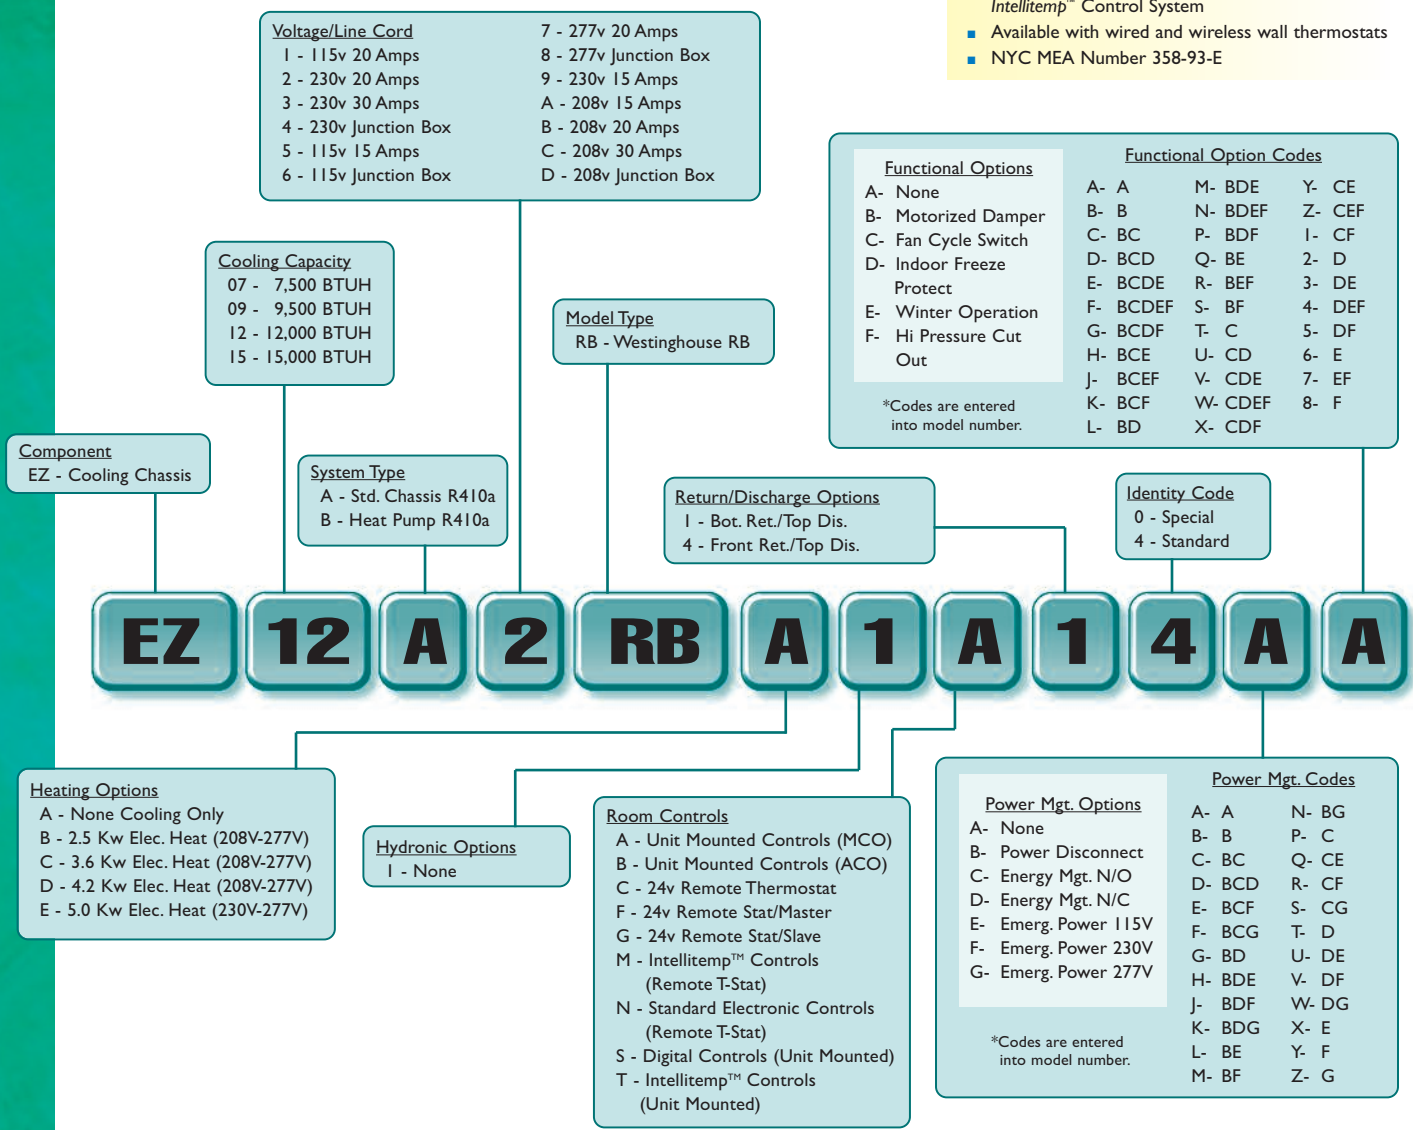 Intellitemp™ Control System
■ Available with wired and wireless wall thermostats
■ NYC MEA Number 358-93-E
Voltage/Line Cord
1 - 115v 20 Amps
2 - 230v 20 Amps
3 - 230v 30 Amps
4 - 230v Junction Box
5 - 115v 15 Amps
6 - 115v Junction Box
7 - 277v 20 Amps
8 - 277v Junction Box
9 - 230v 15 Amps
A - 208v 15 Amps
B - 208v 20 Amps
C - 208v 30 Amps
D - 208v Junction Box
Functional Options
A- None
B- Motorized Damper
C- Fan Cycle Switch
D- Indoor Freeze
Protect
E- Winter Operation
F- Hi Pressure Cut
Out
*Codes are entered
into model number.
Functional Option Codes
A- A
B- B
C- BC
D- BCD
E- BCDE
F- BCDEF
G- BCDF
H- BCE
J- BCEF
K- BCF
L- BD
M- BDE
N- BDEF
P- BDF
Q- BE
R- BEF
S- BF
T- C
U- CD
V- CDE
W- CDEF
X- CDF
Y- CE
Z- CEF
1- CF
2- D
3- DE
4- DEF
5- DF
6- E
7- EF
8- F
Cooling Capacity
07 - 7,500 BTUH
09 - 9,500 BTUH
12 - 12,000 BTUH
15 - 15,000 BTUH
Model Type
RB - Westinghouse RB
Component
EZ - Cooling Chassis
System Type
A - Std. Chassis R410a
B - Heat Pump R410a
Return/Discharge Options
1 - Bot. Ret./Top Dis.
4 - Front Ret./Top Dis.
Identity Code
0 - Special
4 - Standard
EZ 12 A 2 RB A 1 A 1 4 A A
Heating Options
A - None Cooling Only
B - 2.5 Kw Elec. Heat (208V-277V)
C - 3.6 Kw Elec. Heat (208V-277V)
D - 4.2 Kw Elec. Heat (208V-277V)
E - 5.0 Kw Elec. Heat (230V-277V)
Hydronic Options
1 - None
Room Controls
A - Unit Mounted Controls (MCO)
B - Unit Mounted Controls (ACO)
C - 24v Remote Thermostat
F - 24v Remote Stat/Master
G - 24v Remote Stat/Slave
M - Intellitemp™ Controls
(Remote T-Stat)
N - Standard Electronic Controls
(Remote T-Stat)
S - Digital Controls (Unit Mounted)
T - Intellitemp™ Controls
(Unit Mounted)
Power Mgt. Options
A- None
B- Power Disconnect
C- Energy Mgt. N/O
D- Energy Mgt. N/C
E- Emerg. Power 115V
F- Emerg. Power 230V
G- Emerg. Power 277V
*Codes are entered
into model number.
Power Mgt. Codes
A- A
B- B
C- BC
D- BCD
E- BCF
F- BCG
G- BD
H- BDE
J- BDF
K- BDG
L- BE
M- BF
N- BG
P- C
Q- CE
R- CF
S- CG
T- D
U- DE
V- DF
W- DG
X- E
Y- F
Z- G